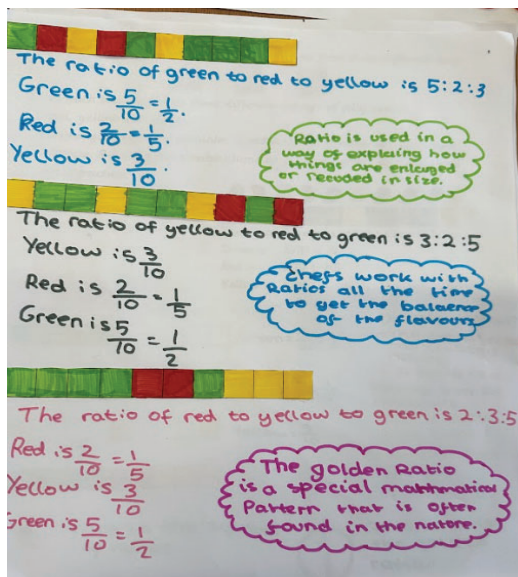 The ratio of green to red to yellow is 5:2:3
Green is 5/10 = 1/2.
Red is 2/10 = 1/5.
Yellow is 3/10.
Ratio is used in a
way of explaing how
things are enlarged
or recuded in size.
The ratio of yellow to red to green is 3:2:5
Yellow is 3/10
Red is 2/10 = 1/5
Green is 5/10 = 1/2
Chefs work with
Ratios all the time
to get the balaence
of the flavours
The ratio of red to yellow to green is 2:3:5
Red is 2/10 = 1/5
Yellow is 3/10
Green is 5/10 = 1/2
The golden Ratio
is a special
Pattern that is often
found in the nature.